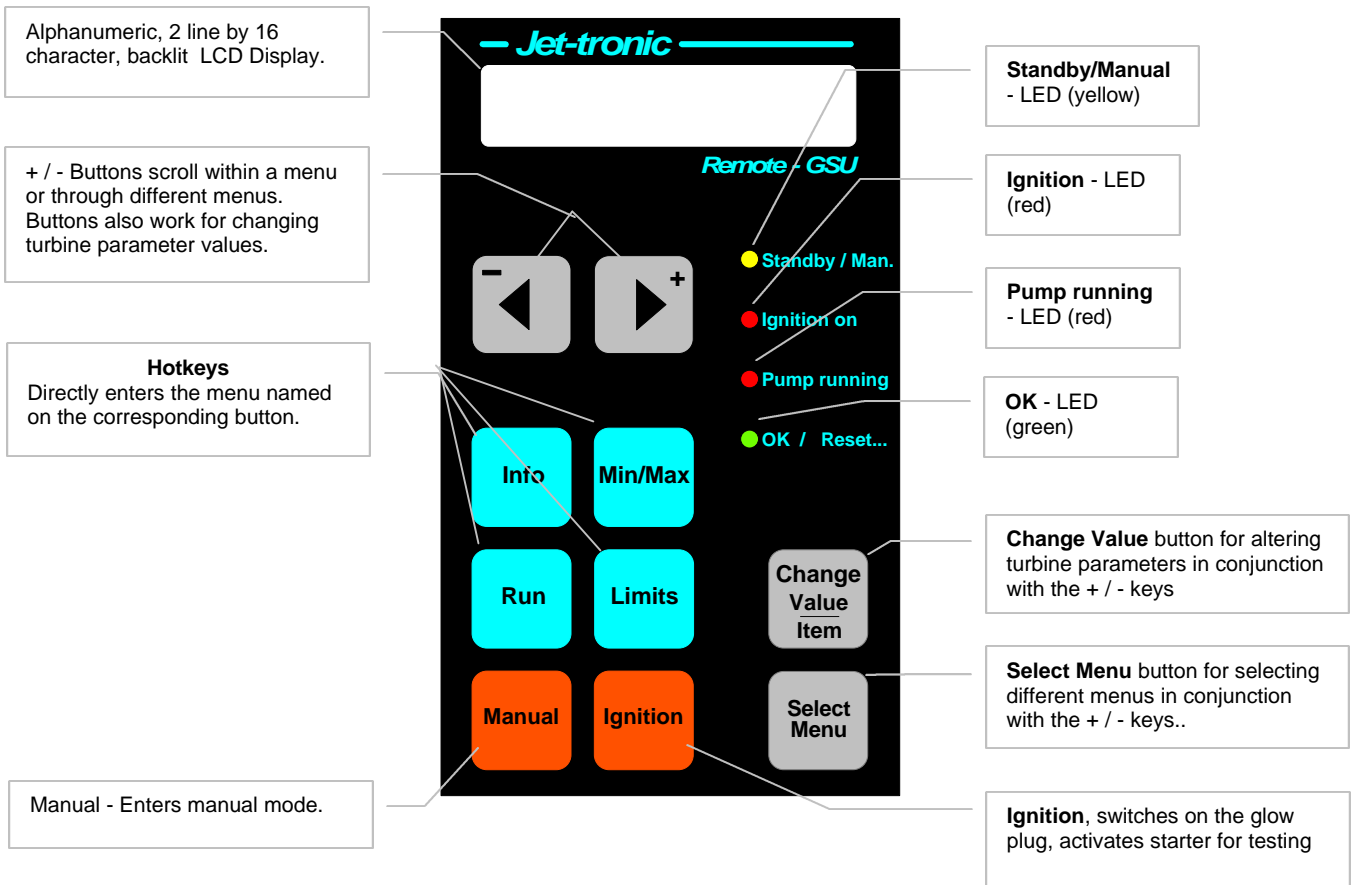 Alphanumeric, 2 line by 16
character, backlit LCD Display.
+ / - Buttons scroll within a menu
or through different menus.
Buttons also work for changing
turbine parameter values.
Hotkeys
Directly enters the menu named
on the corresponding button.
Manual - Enters manual mode.
Jet-tronic
Remote - GSU
- +
Standby / Man.
Ignition on
Pump running
OK / Reset...
Info Min/Max
Run Limits
Change
Value
Item
Manual Ignition
Select
Menu
Standby/Manual
- LED (yellow)
Ignition - LED
(red)
Pump running
- LED (red)
OK - LED
(green)
Change Value button for altering
turbine parameters in conjunction
with the + / - keys
Select Menu button for selecting
different menus in conjunction
with the + / - keys..
Ignition, switches on the glow
plug, activates starter for testing